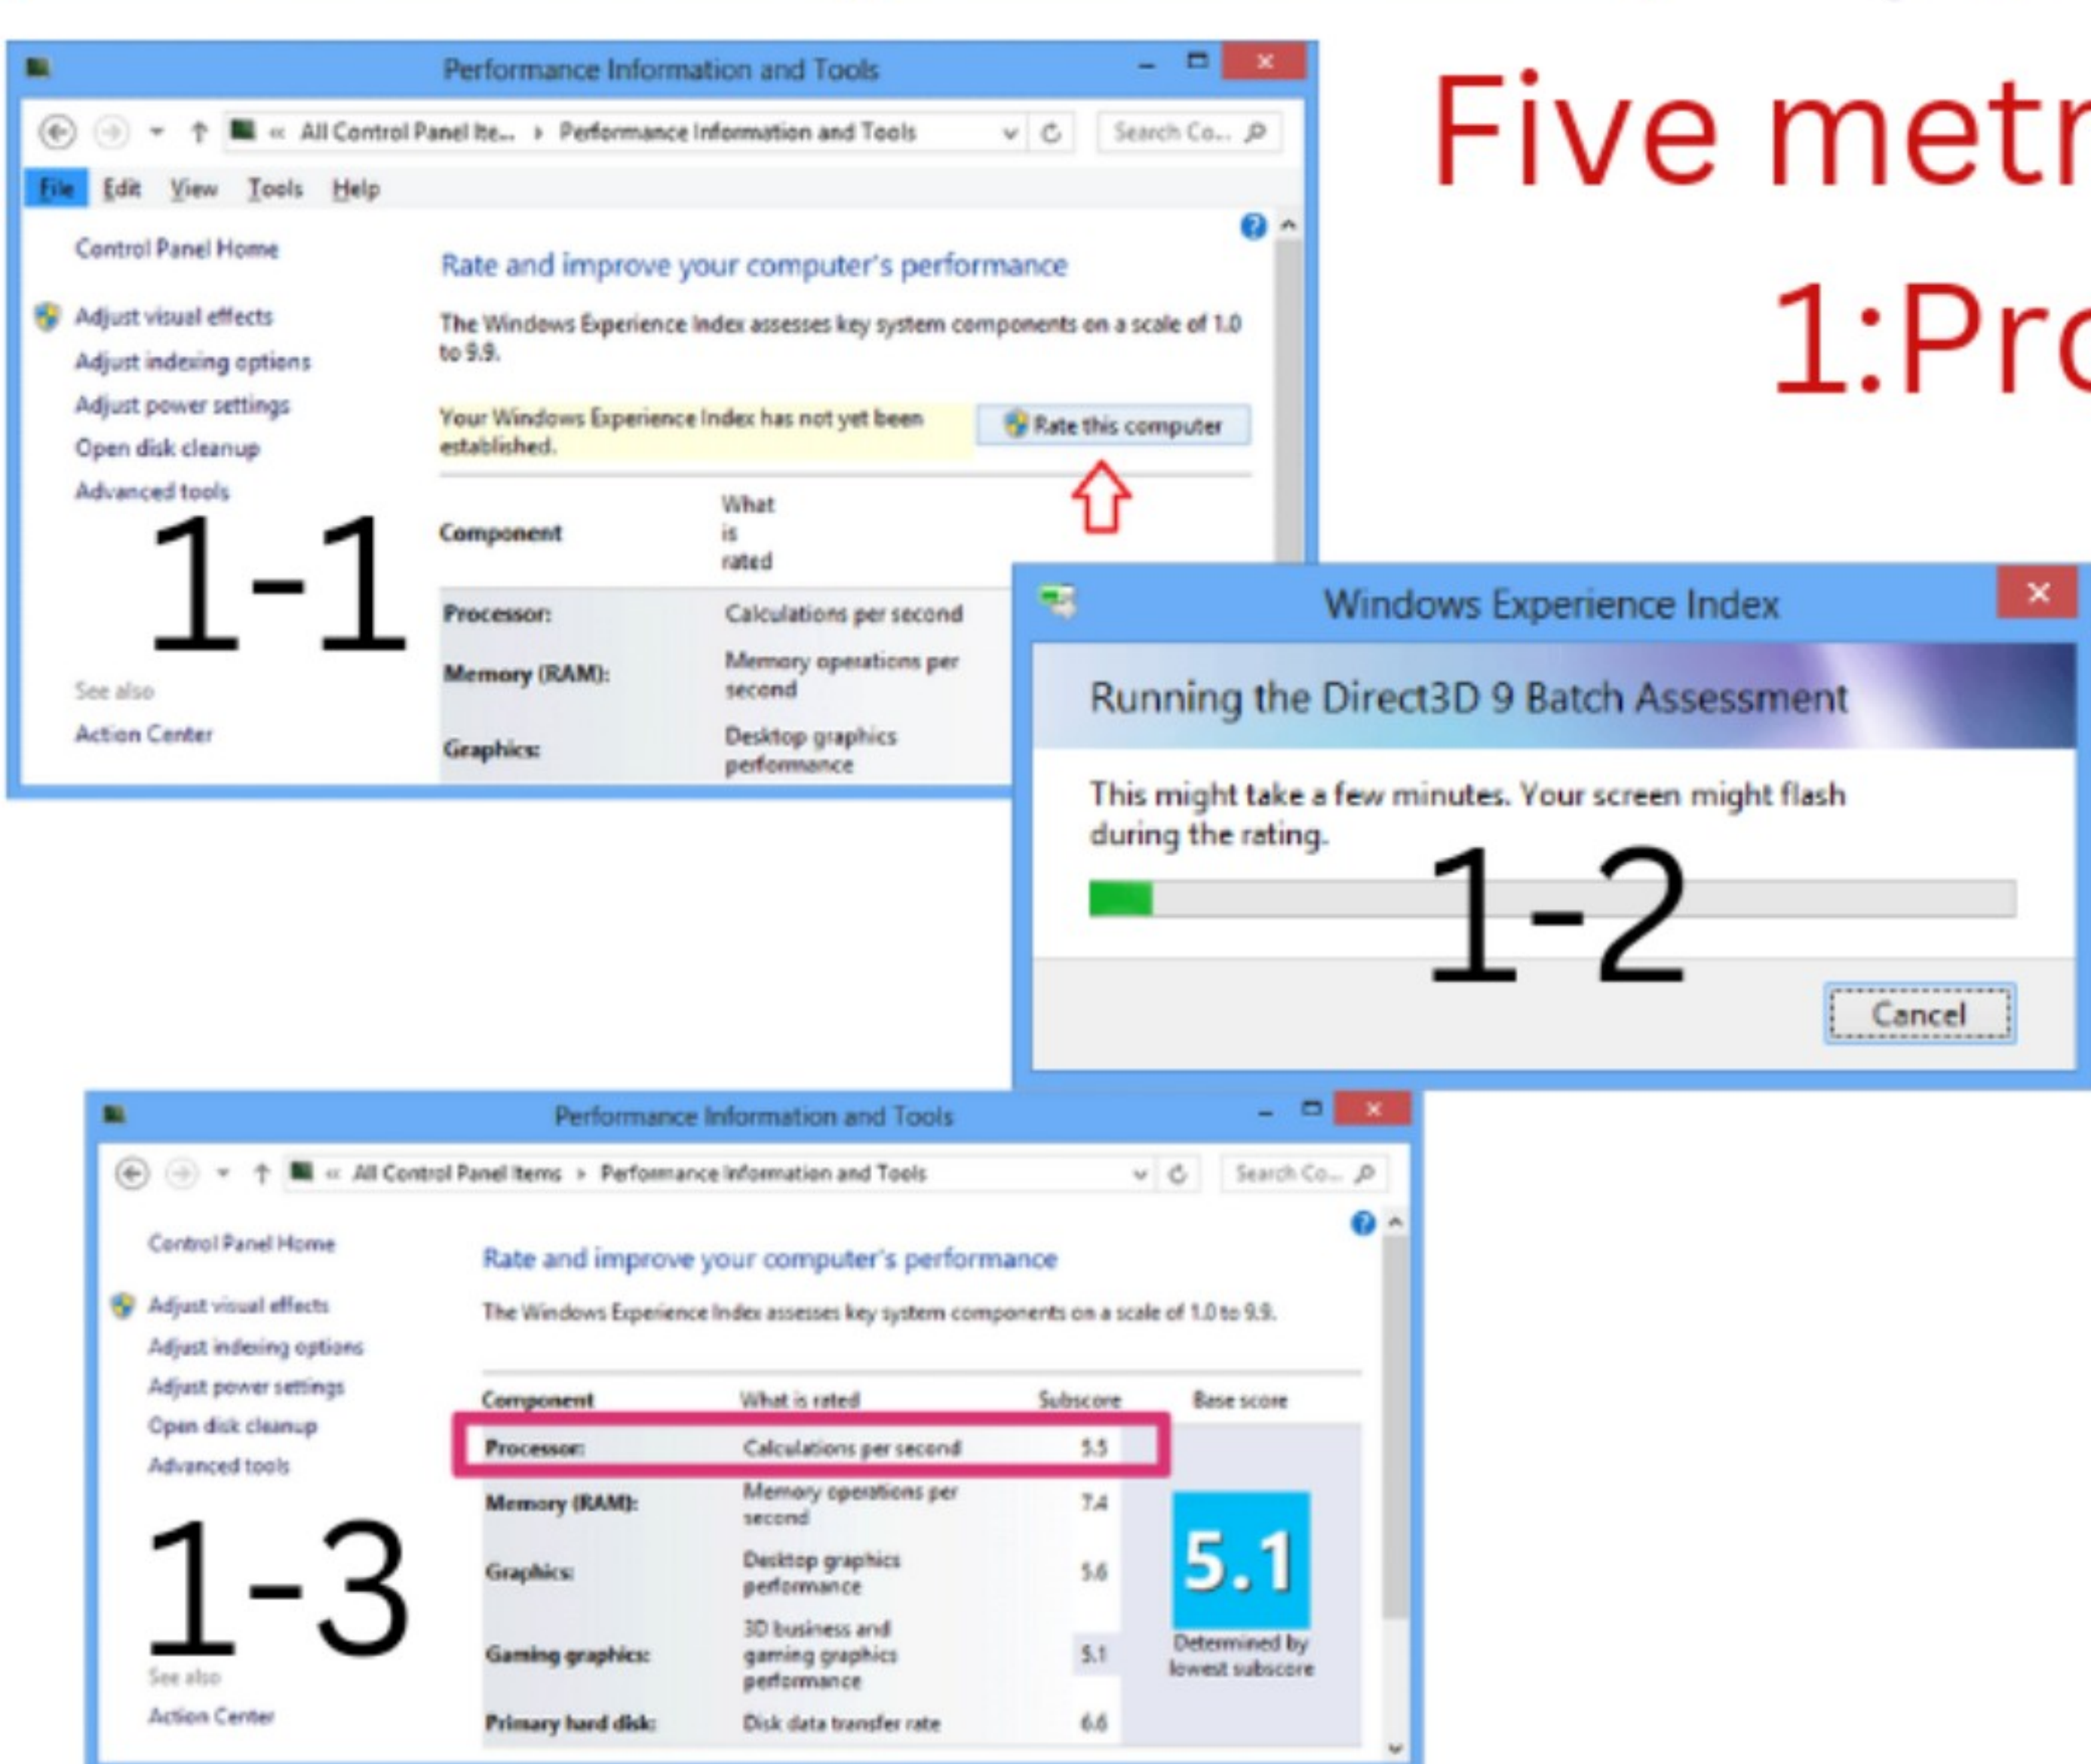 Performance Information and Tools
« All Control Panel Ite... › Performance Information and Tools
Search Co...
File Edit View Tools Help
Control Panel Home
Adjust visual effects
Adjust indexing options
Adjust power settings
Open disk cleanup
Advanced tools
1-1
See also
Action Center
Rate and improve your computer's performance
The Windows Experience Index assesses key system components on a scale of 1.0
to 9.9.
Your Windows Experience Index has not yet been
established.
Rate this computer
Component
What
is
rated
Processor: Calculations per second
Memory (RAM): Memory operations per
second
Graphics: Desktop graphics
performance
Five metr
1:Pro
Windows Experience Index
Running the Direct3D 9 Batch Assessment
This might take a few minutes. Your screen might flash
during the rating.
1-2
Cancel
Performance Information and Tools
« All Control Panel Items › Performance Information and Tools
Search Co...
Control Panel Home
Adjust visual effects
Adjust indexing options
Adjust power settings
Open disk cleanup
Advanced tools
1-3
See also
Action Center
Rate and improve your computer's performance
The Windows Experience Index assesses key system components on a scale of 1.0 to 9.9.
Component What is rated Subscore Base score
Processor: Calculations per second 5.5
Memory (RAM): Memory operations per
second 7.4
Graphics: Desktop graphics
performance 5.6
Gaming graphics: 3D business and
gaming graphics
performance 5.1
Primary hard disk: Disk data transfer rate 6.6
5.1
Determined by
lowest subscore